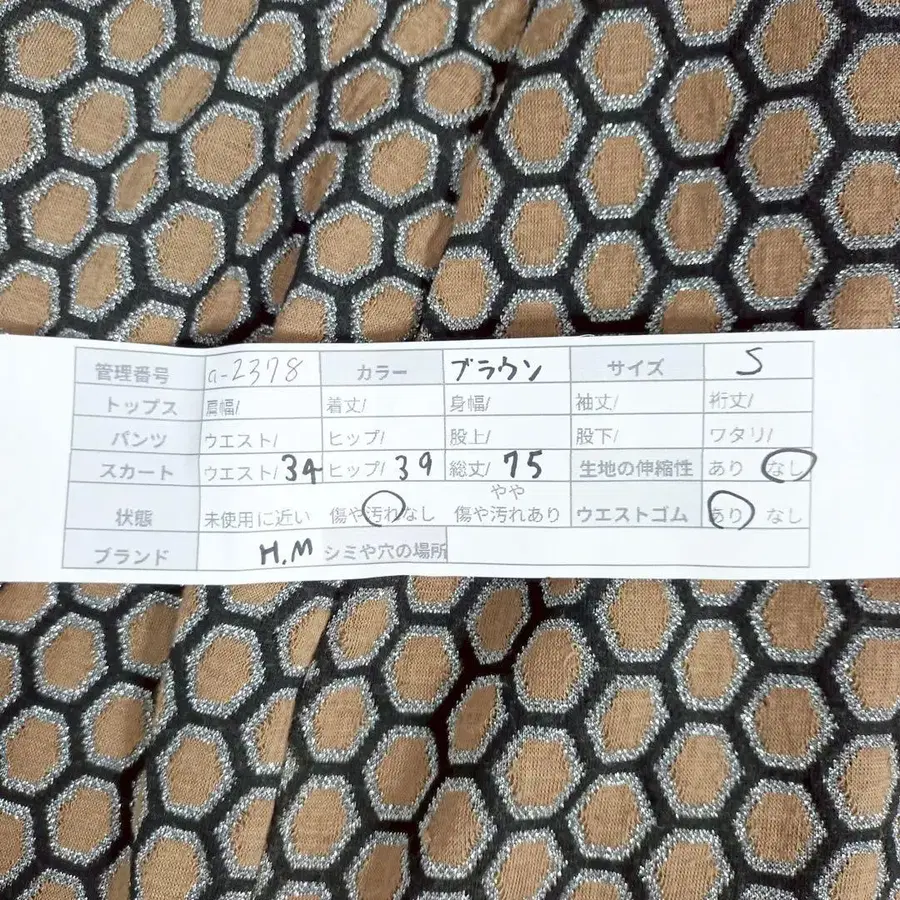 管理番号 a-2378 カラー ブラウン サイズ S
トップス 肩幅/ 着丈/ 身幅/ 袖丈/ 裄丈/
パンツ ウエスト/ ヒップ/ 股上/ 股下/ ワタリ/
スカート ウエスト/34 ヒップ/39 総丈/75 生地の伸縮性 あり なし
状態 未使用に近い 傷や汚れなし やや傷や汚れあり ウエストゴム あり なし
ブランド H.M シミや穴の場所